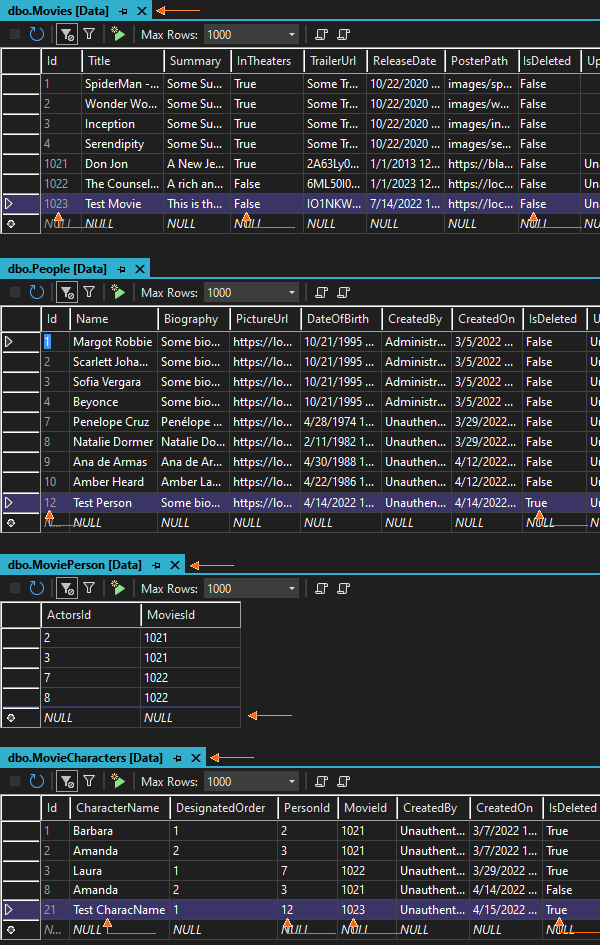 dbo.Movies [Data]
Max Rows: 1000
Id Title Summary InTheaters TrailerUrl ReleaseDate PosterPath IsDeleted Up
1 SpiderMan -... Some Su... True Some Tr... 10/22/2020 ... images/sp... False
2 Wonder Wo... Some Su... True Some Tr... 10/22/2020 ... images/w... False
3 Inception Some Su... True Some Tr... 10/22/2020 ... images/in... False
4 Serendipity Some Su... True Some Tr... 10/22/2020 ... images/se... False
1021 Don Jon A New Je... True 2A63Ly0... 1/1/2013 12... https://bla... False Una
1022 The Counsel... A rich an... False 6ML50I0... 1/1/2023 12... https://loc... False Una
1023 Test Movie This is th... False IO1NKW... 7/14/2022 1... https://loc... False Una
NULL NULL NULL NULL NULL NULL NULL NULL NU
dbo.People [Data]
Max Rows: 1000
Id Name Biography PictureUrl DateOfBirth CreatedBy CreatedOn IsDeleted U
1 Margot Robbie Some bio... https://lo... 10/21/1995 ... Administr... 3/5/2022 ... False Un
2 Scarlett Joha... Some bio... https://lo... 10/21/1995 ... Administr... 3/5/2022 ... False Un
3 Sofia Vergara Some bio... https://lo... 10/21/1995 ... Administr... 3/5/2022 ... False Un
4 Beyonce Some bio... https://lo... 10/21/1995 ... Administr... 3/5/2022 ... False Un
7 Penelope Cruz Penélope ... https://lo... 4/28/1974 1... Unauthen... 3/29/2022... False Un
8 Natalie Dormer Natalie Do... https://lo... 2/11/1982 1... Unauthen... 3/29/2022... False Un
9 Ana de Armas Ana de Ar... https://lo... 4/30/1988 1... Unauthen... 4/12/2022... False Un
10 Amber Heard Amber La... https://lo... 4/22/1986 1... Unauthen... 4/12/2022... False Un
12 Test Person Some bio... https://lo... 4/14/2022 1... Unauthen... 4/14/2022... True Un
N... NULL NULL NULL NULL NULL NULL NULL NU
dbo.MoviePerson [Data]
Max Rows: 1000
ActorsId MoviesId
2 1021
3 1021
7 1022
8 1022
NULL NULL
dbo.MovieCharacters [Data]
Max Rows: 1000
Id CharacterName DesignatedOrder PersonId MovieId CreatedBy CreatedOn IsDeleted
1 Barbara 1 2 1021 Unauthent... 3/7/2022 1... True
2 Amanda 2 3 1021 Unauthent... 3/7/2022 1... True
3 Laura 1 7 1022 Unauthent... 3/29/2022 ... True
8 Amanda 2 3 1021 Unauthent... 4/14/2022 ... False
21 Test CharacName 1 12 1023 Unauthent... 4/15/2022 ... True
N... NULL NULL NULL NULL NULL NULL NULL